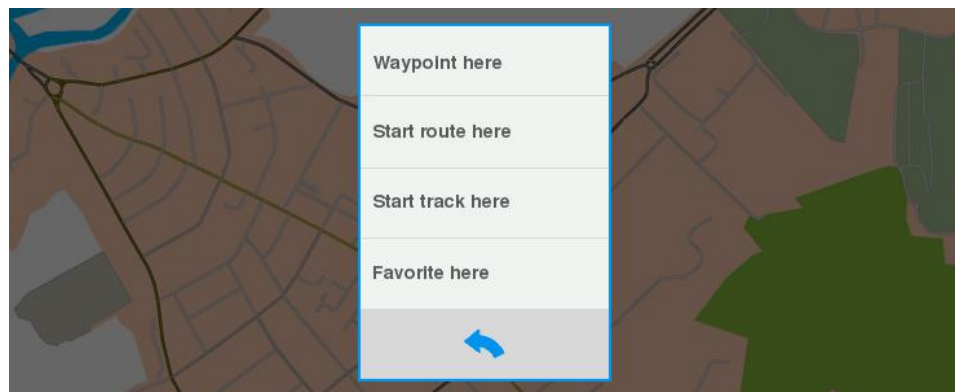 Waypoint here
Start route here
Start track here
Favorite here